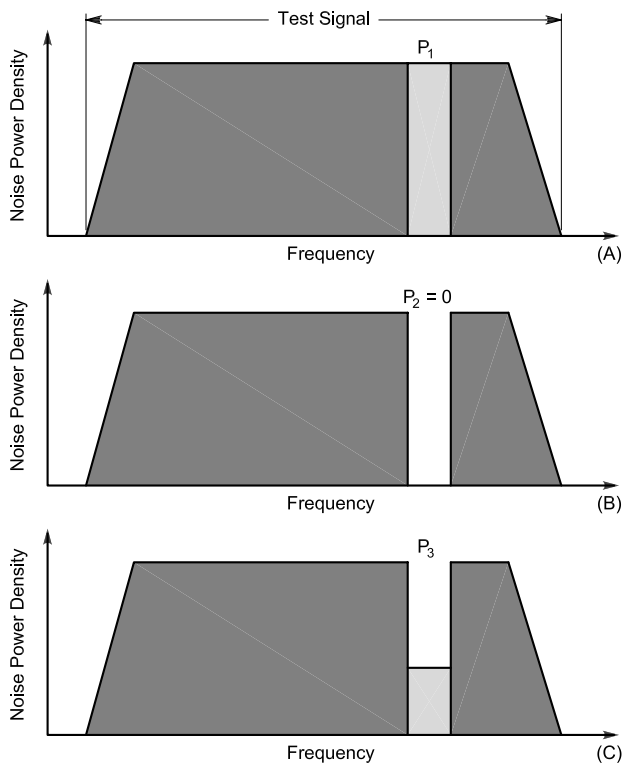 Test Signal
P1
Noise Power Density
Frequency
(A)
P2 = 0
Noise Power Density
Frequency
(B)
P3
Noise Power Density
Frequency
(C)